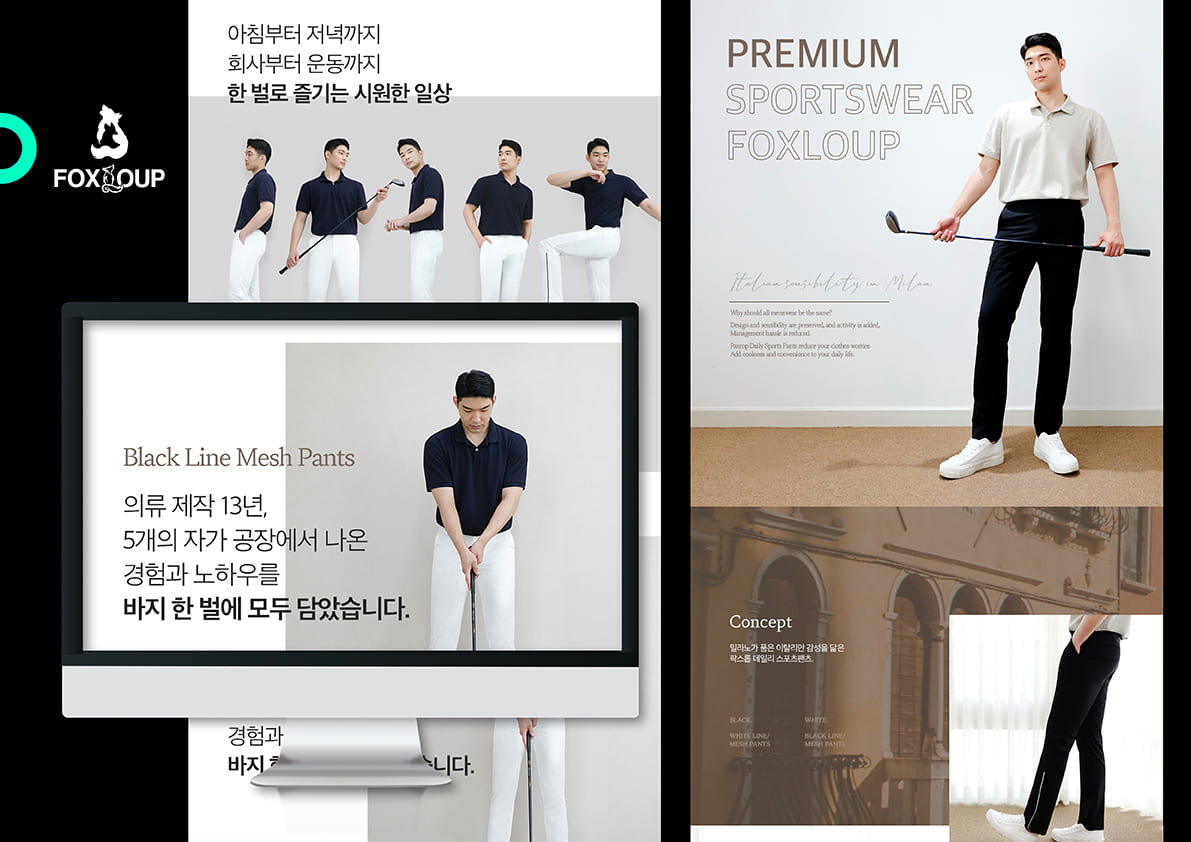 아침부터 저녁까지
회사부터 운동까지
한 벌로 즐기는 시원한 일상
FOXLOUP
Black Line Mesh Pants
의류 제작 13년,
5개의 자가 공장에서 나온
경험과 노하우를
바지 한 벌에 모두 담았습니다.
경험과
바지
습니다.
PREMIUM
SPORTSWEAR
FOXLOUP
Italian sensibility in Milan
Why should all menswear be the same?
Design and sensibility are preserved, and activity is added,
Management hassle is reduced.
Paxrop Daily Sports Pants reduce your clothes worries
Add coolness and convenience to your daily life.
Concept
밀라노가 품은 이탈리안 감성을 닮은
팍스롭 데일리 스포츠팬츠.
BLACK.
WHITE LINE/
MESH PANTS
WHITE.
BLACK LINE/
MESH PANTS